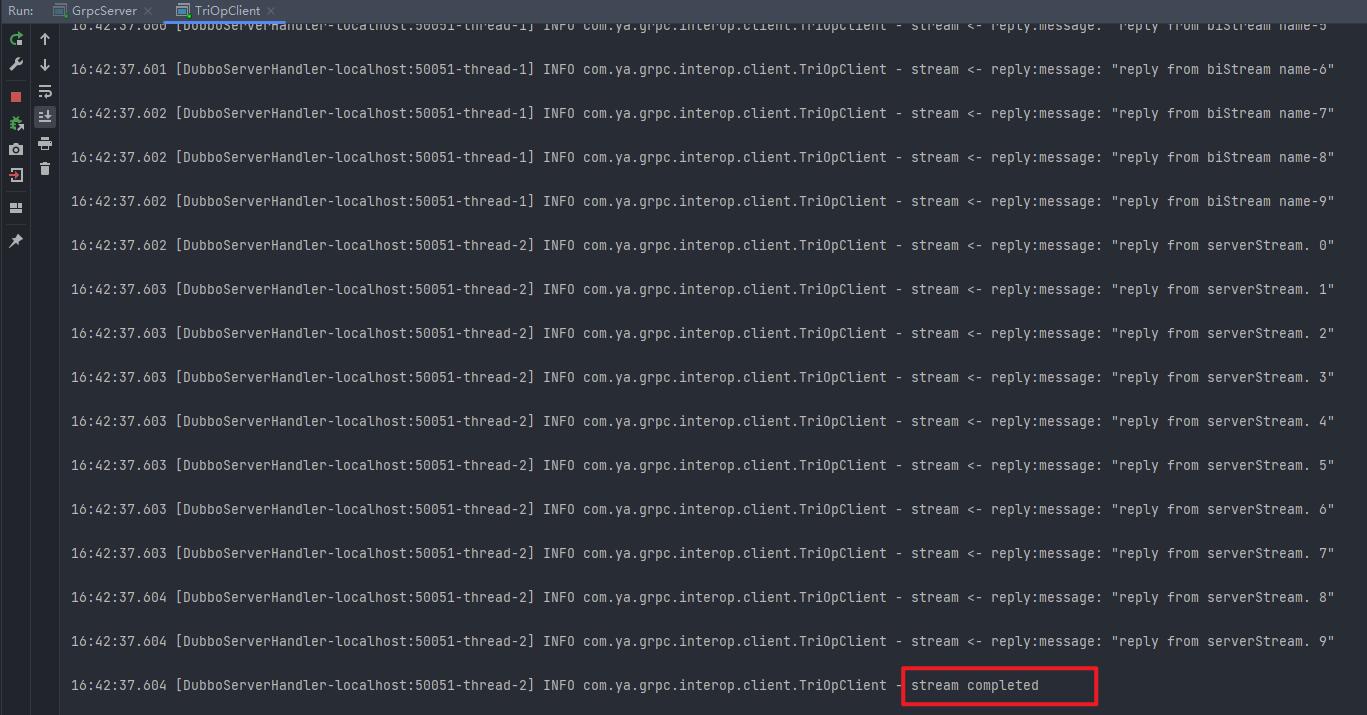 Run: GrpcServer × TriOpClient ×
16:42:37.600 [DubboServerHandler-localhost:50051-thread-1] INFO com.ya.grpc.interop.client.TriOpClient - stream <- reply:message: "reply from biStream name-5"
16:42:37.601 [DubboServerHandler-localhost:50051-thread-1] INFO com.ya.grpc.interop.client.TriOpClient - stream <- reply:message: "reply from biStream name-6"
16:42:37.602 [DubboServerHandler-localhost:50051-thread-1] INFO com.ya.grpc.interop.client.TriOpClient - stream <- reply:message: "reply from biStream name-7"
16:42:37.602 [DubboServerHandler-localhost:50051-thread-1] INFO com.ya.grpc.interop.client.TriOpClient - stream <- reply:message: "reply from biStream name-8"
16:42:37.602 [DubboServerHandler-localhost:50051-thread-1] INFO com.ya.grpc.interop.client.TriOpClient - stream <- reply:message: "reply from biStream name-9"
16:42:37.602 [DubboServerHandler-localhost:50051-thread-2] INFO com.ya.grpc.interop.client.TriOpClient - stream <- reply:message: "reply from serverStream. 0"
16:42:37.603 [DubboServerHandler-localhost:50051-thread-2] INFO com.ya.grpc.interop.client.TriOpClient - stream <- reply:message: "reply from serverStream. 1"
16:42:37.603 [DubboServerHandler-localhost:50051-thread-2] INFO com.ya.grpc.interop.client.TriOpClient - stream <- reply:message: "reply from serverStream. 2"
16:42:37.603 [DubboServerHandler-localhost:50051-thread-2] INFO com.ya.grpc.interop.client.TriOpClient - stream <- reply:message: "reply from serverStream. 3"
16:42:37.603 [DubboServerHandler-localhost:50051-thread-2] INFO com.ya.grpc.interop.client.TriOpClient - stream <- reply:message: "reply from serverStream. 4"
16:42:37.603 [DubboServerHandler-localhost:50051-thread-2] INFO com.ya.grpc.interop.client.TriOpClient - stream <- reply:message: "reply from serverStream. 5"
16:42:37.603 [DubboServerHandler-localhost:50051-thread-2] INFO com.ya.grpc.interop.client.TriOpClient - stream <- reply:message: "reply from serverStream. 6"
16:42:37.603 [DubboServerHandler-localhost:50051-thread-2] INFO com.ya.grpc.interop.client.TriOpClient - stream <- reply:message: "reply from serverStream. 7"
16:42:37.604 [DubboServerHandler-localhost:50051-thread-2] INFO com.ya.grpc.interop.client.TriOpClient - stream <- reply:message: "reply from serverStream. 8"
16:42:37.604 [DubboServerHandler-localhost:50051-thread-2] INFO com.ya.grpc.interop.client.TriOpClient - stream <- reply:message: "reply from serverStream. 9"
16:42:37.604 [DubboServerHandler-localhost:50051-thread-2] INFO com.ya.grpc.interop.client.TriOpClient - stream completed